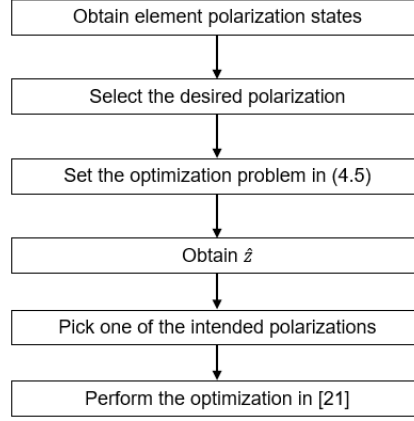 Obtain element polarization states
Select the desired polarization
Set the optimization problem in (4.5)
Obtain ẑ
Pick one of the intended polarizations
Perform the optimization in [21]